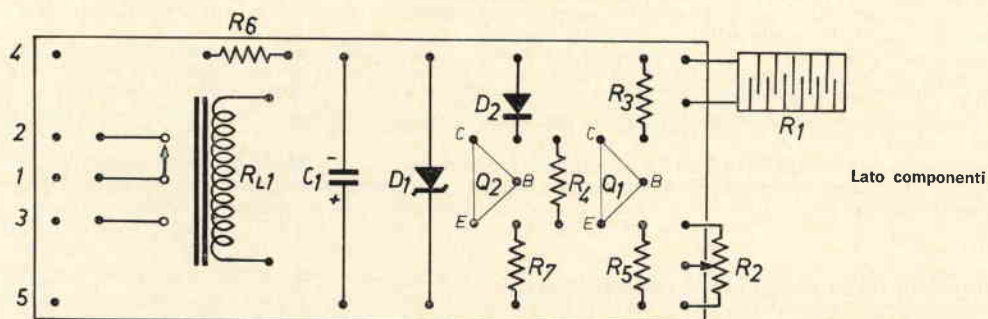 R6
4
D2
R3
R1
2
C
C
1
RL1
C1
-
+
D1
Q2
B
R4
Q1
B
Lato componenti
3
E
E
R7
R5
R2
5